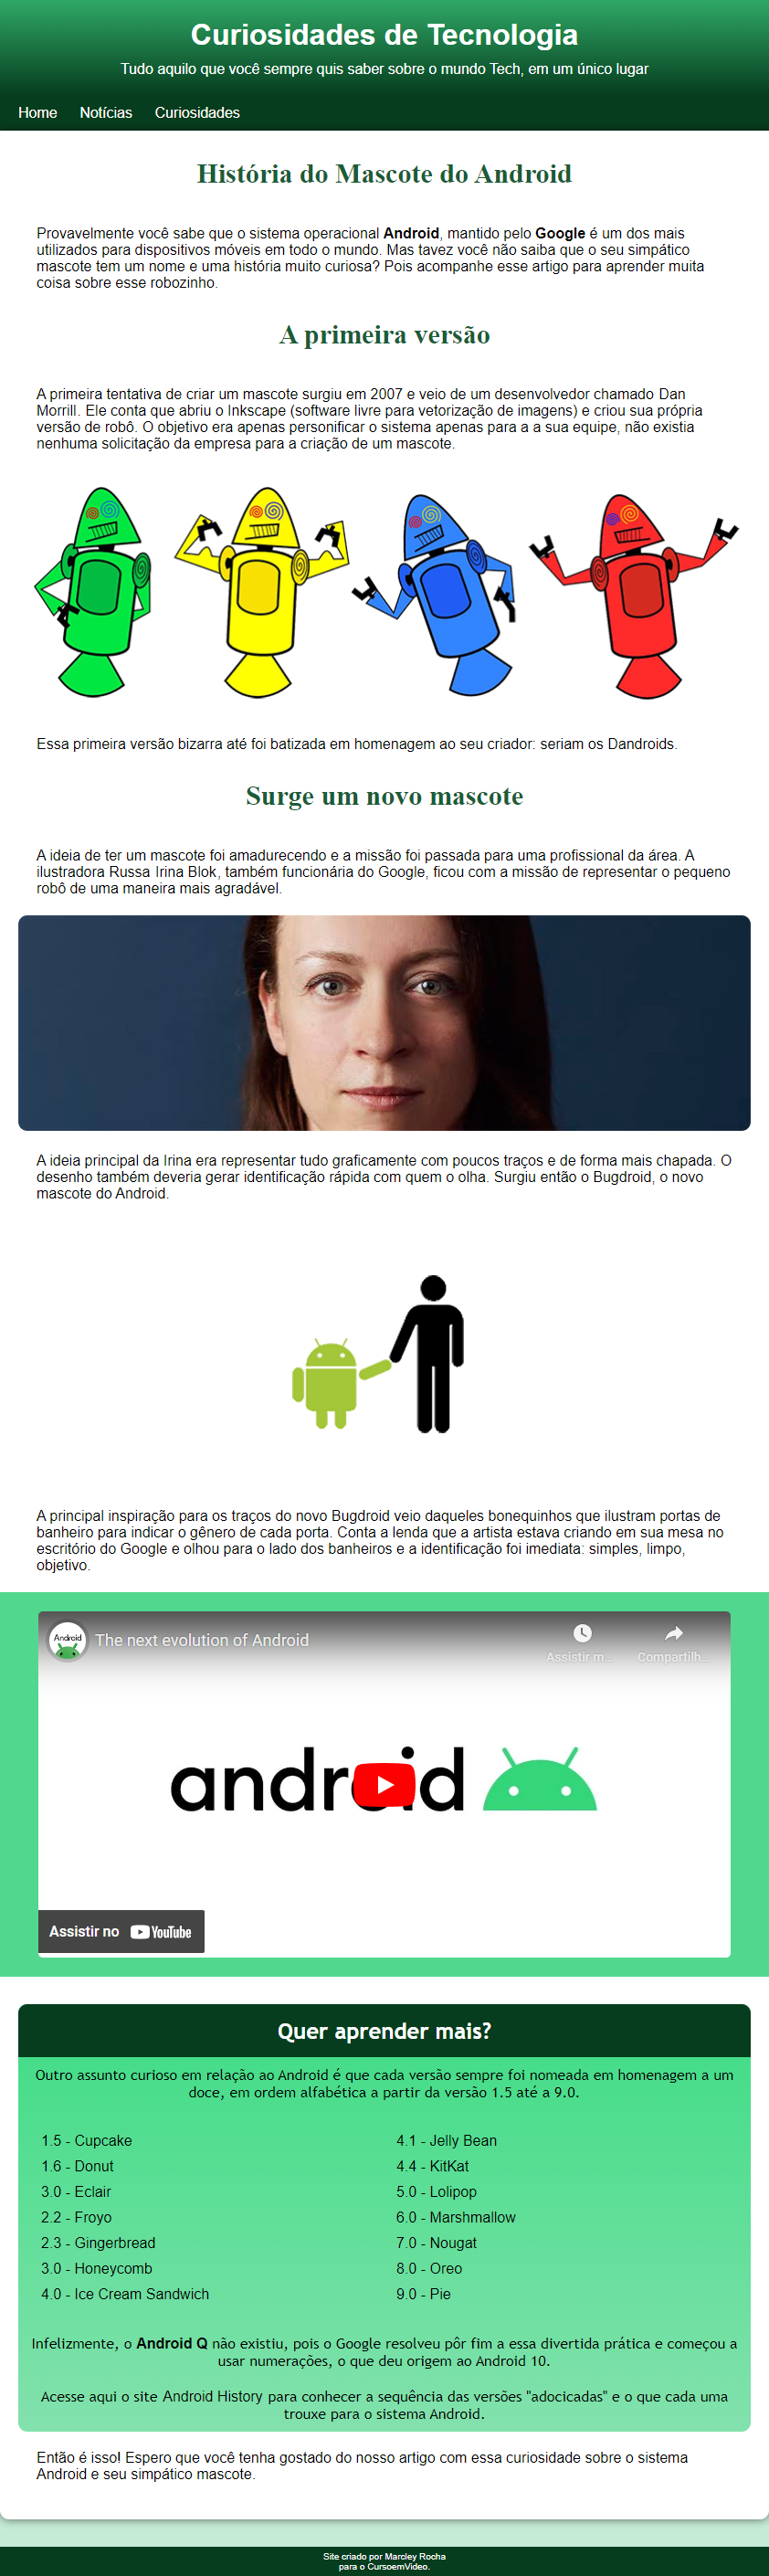 Curiosidades de Tecnologia
Tudo aquilo que você sempre quis saber sobre o mundo Tech, em um único lugar
Home Notícias Curiosidades
História do Mascote do Android
Provavelmente você sabe que o sistema operacional Android, mantido pelo Google é um dos mais
utilizados para dispositivos móveis em todo o mundo. Mas tavez você não saiba que o seu simpático
mascote tem um nome e uma história muito curiosa? Pois acompanhe esse artigo para aprender muita
coisa sobre esse robozinho.
A primeira versão
A primeira tentativa de criar um mascote surgiu em 2007 e veio de um desenvolvedor chamado Dan
Morrill. Ele conta que abriu o Inkscape (software livre para vetorização de imagens) e criou sua própria
versão de robô. O objetivo era apenas personificar o sistema apenas para a a sua equipe, não existia
nenhuma solicitação da empresa para a criação de um mascote.
Essa primeira versão bizarra até foi batizada em homenagem ao seu criador: seriam os Dandroids.
Surge um novo mascote
A ideia de ter um mascote foi amadurecendo e a missão foi passada para uma profissional da área. A
ilustradora Russa Irina Blok, também funcionária do Google, ficou com a missão de representar o pequeno
robô de uma maneira mais agradável.
A ideia principal da Irina era representar tudo graficamente com poucos traços e de forma mais chapada. O
desenho também deveria gerar identificação rápida com quem o olha. Surgiu então o Bugdroid, o novo
mascote do Android.
A principal inspiração para os traços do novo Bugdroid veio daqueles bonequinhos que ilustram portas de
banheiro para indicar o gênero de cada porta. Conta a lenda que a artista estava criando em sua mesa no
escritório do Google e olhou para o lado dos banheiros e a identificação foi imediata: simples, limpo,
objetivo.
Android The next evolution of Android
Assistir m... Compartilh...
android
Assistir no YouTube
Quer aprender mais?
Outro assunto curioso em relação ao Android é que cada versão sempre foi nomeada em homenagem a um
doce, em ordem alfabética a partir da versão 1.5 até a 9.0.
1.5 - Cupcake
1.6 - Donut
3.0 - Eclair
2.2 - Froyo
2.3 - Gingerbread
3.0 - Honeycomb
4.0 - Ice Cream Sandwich
4.1 - Jelly Bean
4.4 - KitKat
5.0 - Lolipop
6.0 - Marshmallow
7.0 - Nougat
8.0 - Oreo
9.0 - Pie
Infelizmente, o Android Q não existiu, pois o Google resolveu pôr fim a essa divertida prática e começou a
usar numerações, o que deu origem ao Android 10.
Acesse aqui o site Android History para conhecer a sequência das versões "adocicadas" e o que cada uma
trouxe para o sistema Android.
Então é isso! Espero que você tenha gostado do nosso artigo com essa curiosidade sobre o sistema
Android e seu simpático mascote.
Site criado por Marcley Rocha
para o CursoemVideo.